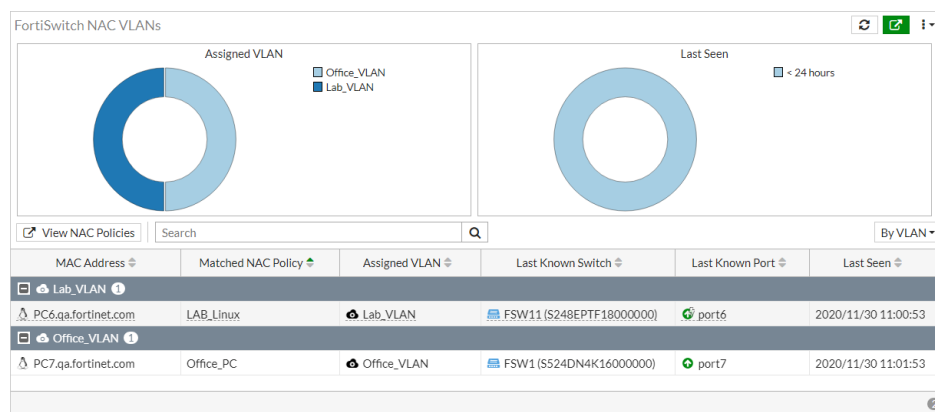 FortiSwitch NAC VLANs
Assigned VLAN
Office_VLAN
Lab_VLAN
Last Seen
< 24 hours
View NAC Policies
Search
By VLAN
MAC Address Matched NAC Policy Assigned VLAN Last Known Switch Last Known Port Last Seen
Lab_VLAN 1
PC6.qa.fortinet.com LAB_Linux Lab_VLAN FSW11 (S248EPTF18000000) port6 2020/11/30 11:00:53
Office_VLAN 1
PC7.qa.fortinet.com Office_PC Office_VLAN FSW1 (S524DN4K16000000) port7 2020/11/30 11:01:53